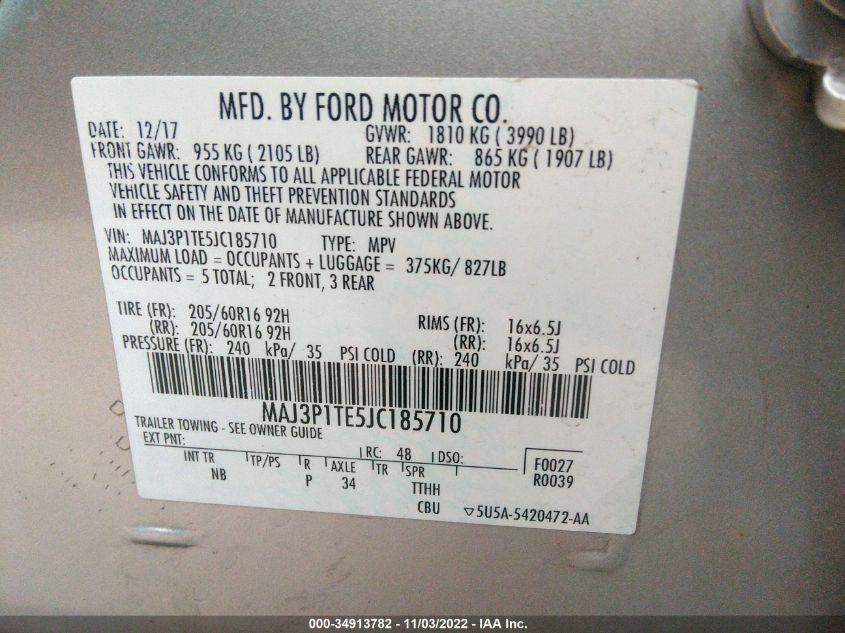 MFD. BY FORD MOTOR CO.
DATE: 12/17 GVWR: 1810 KG ( 3990 LB)
FRONT GAWR: 955 KG ( 2105 LB) REAR GAWR: 865 KG ( 1907 LB)
THIS VEHICLE CONFORMS TO ALL APPLICABLE FEDERAL MOTOR
VEHICLE SAFETY AND THEFT PREVENTION STANDARDS
IN EFFECT ON THE DATE OF MANUFACTURE SHOWN ABOVE.
VIN: MAJ3P1TE5JC185710 TYPE: MPV
MAXIMUM LOAD = OCCUPANTS + LUGGAGE = 375KG/ 827LB
OCCUPANTS = 5 TOTAL; 2 FRONT, 3 REAR
TIRE (FR): 205/60R16 92H RIMS (FR): 16x6.5J
(RR): 205/60R16 92H (RR): 16x6.5J
PRESSURE (FR): 240 kPa/ 35 PSI COLD (RR): 240 kPa/ 35 PSI COLD
MAJ3P1TE5JC185710
TRAILER TOWING - SEE OWNER GUIDE
EXT PNT: RC: 48 DSO: F0027
INT TR TP/PS R AXLE TR SPR R0039
NB P 34 TTHH
CBU ▽5U5A-5420472-AA
000-34913782 - 11/03/2022 - IAA Inc.